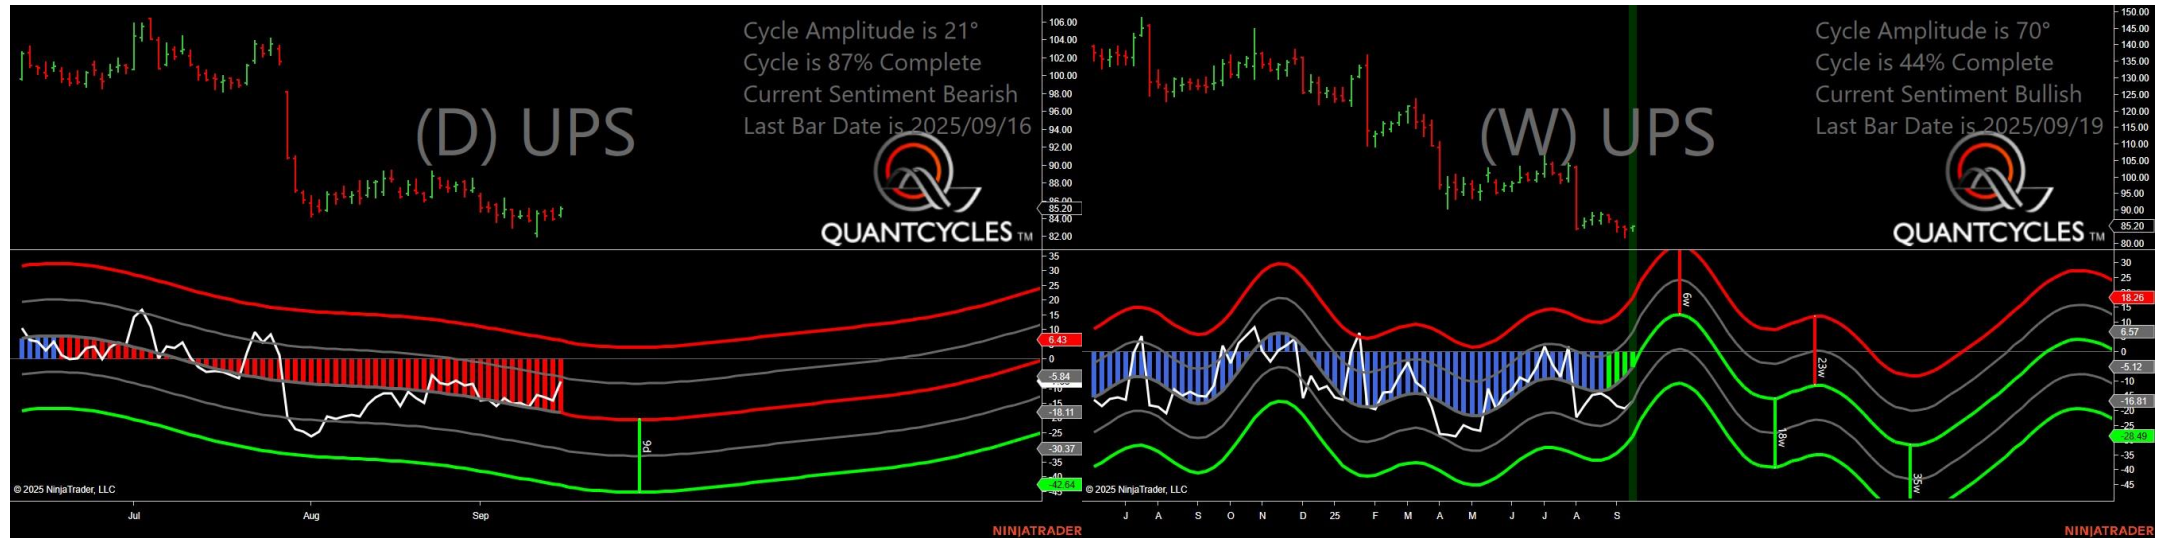 Cycle Amplitude is 21°
Cycle is 87% Complete
Current Sentiment Bearish
Last Bar Date is 2025/09/16
(D) UPS
QUANTCYCLES TM
106.00
104.00
102.00
100.00
98.00
96.00
94.00
92.00
90.00
88.00
86.00
85.20
84.00
82.00
35
30
25
20
15
10
6.43
0
-5.84
-10
-15
-18.11
-25
-30.37
-35
-42.64
-45
9d
© 2025 NinjaTrader, LLC
Jul
Aug
Sep
NINJATRADER
Cycle Amplitude is 70°
Cycle is 44% Complete
Current Sentiment Bullish
Last Bar Date is 2025/09/19
(W) UPS
QUANTCYCLES TM
150.00
145.00
140.00
135.00
130.00
125.00
120.00
115.00
110.00
105.00
100.00
95.00
90.00
85.20
80.00
30
25
18.26
15
10
6.57
0
-5.12
-10
-16.81
-20
-25
-28.49
-35
-40
-45
6w
23w
18w
35w
© 2025 NinjaTrader, LLC
J A S O N D 25 F M A M J J A S
NINJATRADER